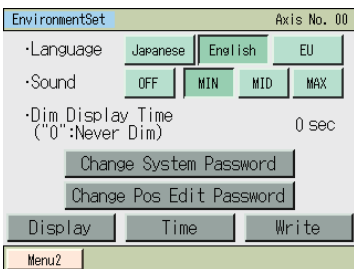 EnvironmentSet Axis No. 00
·Language Japanese English EU
·Sound OFF MIN MID MAX
·Dim Display Time
("0":Never Dim) 0 sec
Change System Password
Change Pos Edit Password
Display Time Write
Menu2